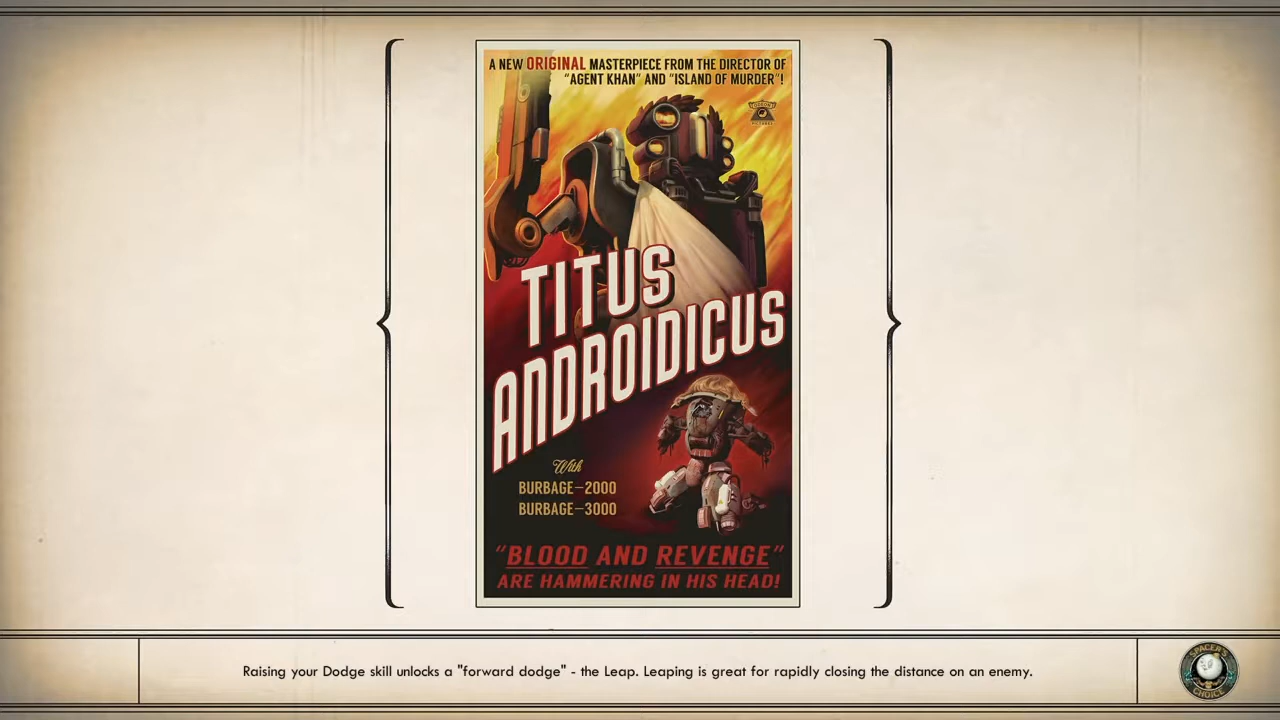 A NEW ORIGINAL MASTERPIECE FROM THE DIRECTOR OF
"AGENT KHAN" AND "ISLAND OF MURDER"!
TITUS
ANDROIDICUS
With
BURBAGE-2000
BURBAGE-3000
"BLOOD AND REVENGE"
ARE HAMMERING IN HIS HEAD!
Raising your Dodge skill unlocks a "forward dodge" - the Leap. Leaping is great for rapidly closing the distance on an enemy.
SPACER'S
CHOICE